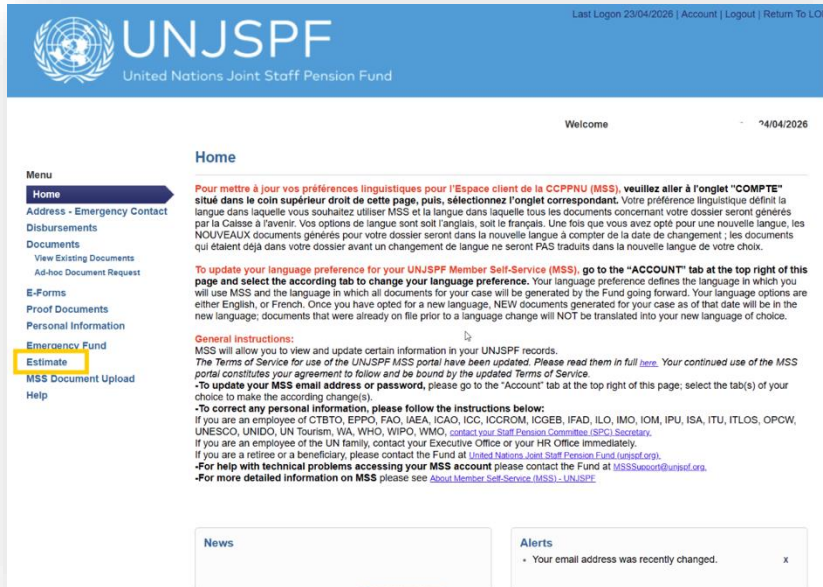 Last Logon 23/04/2026 | Account | Logout | Return To
UNJSPF
United Nations Joint Staff Pension Fund
Welcome
24/04/2026
Home
Menu
Home
Address - Emergency Contact
Disbursements
Documents
View Existing Documents
Ad-hoc Document Request
E-Forms
Proof Documents
Personal Information
Emergency Fund
Estimate
MSS Document Upload
Help
Pour mettre à jour vos préférences linguistiques pour l'Espace client de la CCPPNU (MSS), veuillez aller à l'onglet "COMPTE"
situé dans le coin supérieur droit de cette page, puis, sélectionnez l'onglet correspondant. Votre préférence linguistique définit la
langue dans laquelle vous souhaitez utiliser MSS et la langue dans laquelle tous les documents concernant votre dossier seront générés
par la Caisse à l'avenir. Vos options de langue sont soit l'anglais, soit le français. Une fois que vous avez opté pour une nouvelle langue, les
NOUVEAUX documents générés pour votre dossier seront dans la nouvelle langue à compter de la date de changement ; les documents
qui étaient déjà dans votre dossier avant un changement de langue ne seront PAS traduits dans la nouvelle langue de votre choix.
To update your language preference for your UNJSPF Member Self-Service (MSS), go to the “ACCOUNT” tab at the top right of this
page and select the according tab to change your language preference. Your language preference defines the language in which you
will use MSS and the language in which all documents for your case will be generated by the Fund going forward. Your language options are
either English, or French. Once you have opted for a new language, NEW documents generated for your case as of that date will be in the
new language; documents that were already on file prior to a language change will NOT be translated into your new language of choice.
General instructions:
MSS will allow you to view and update certain information in your UNJSPF records.
The Terms of Service for use of the UNJSPF MSS portal have been updated. Please read them in full here. Your continued use of the MSS
portal constitutes your agreement to follow and be bound by the updated Terms of Service.
-To update your MSS email address or password, please go to the "Account" tab at the top right of this page; select the tab(s) of your
choice to make the according change(s).
-To correct any personal information, please follow the instructions below:
If you are an employee of CTBTO, EPPO, FAO, IAEA, ICAO, ICC, ICCROM, ICGEB, IFAD, ILO, IMO, IOM, IPU, ISA, ITU, ITLOS, OPCW,
UNESCO, UNIDO, UN Tourism, WA, WHO, WIPO, WMO, contact your Staff Pension Committee (SPC) Secretary.
If you are an employee of the UN family, contact your Executive Office or your HR Office immediately.
If you are a retiree or a beneficiary, please contact the Fund at United Nations Joint Staff Pension Fund (unjspf.org).
-For help with technical problems accessing your MSS account please contact the Fund at MSSSupport@unjspf.org.
-For more detailed information on MSS please see About Member Self-Service (MSS) - UNJSPF
News
Alerts
• Your email address was recently changed.
x